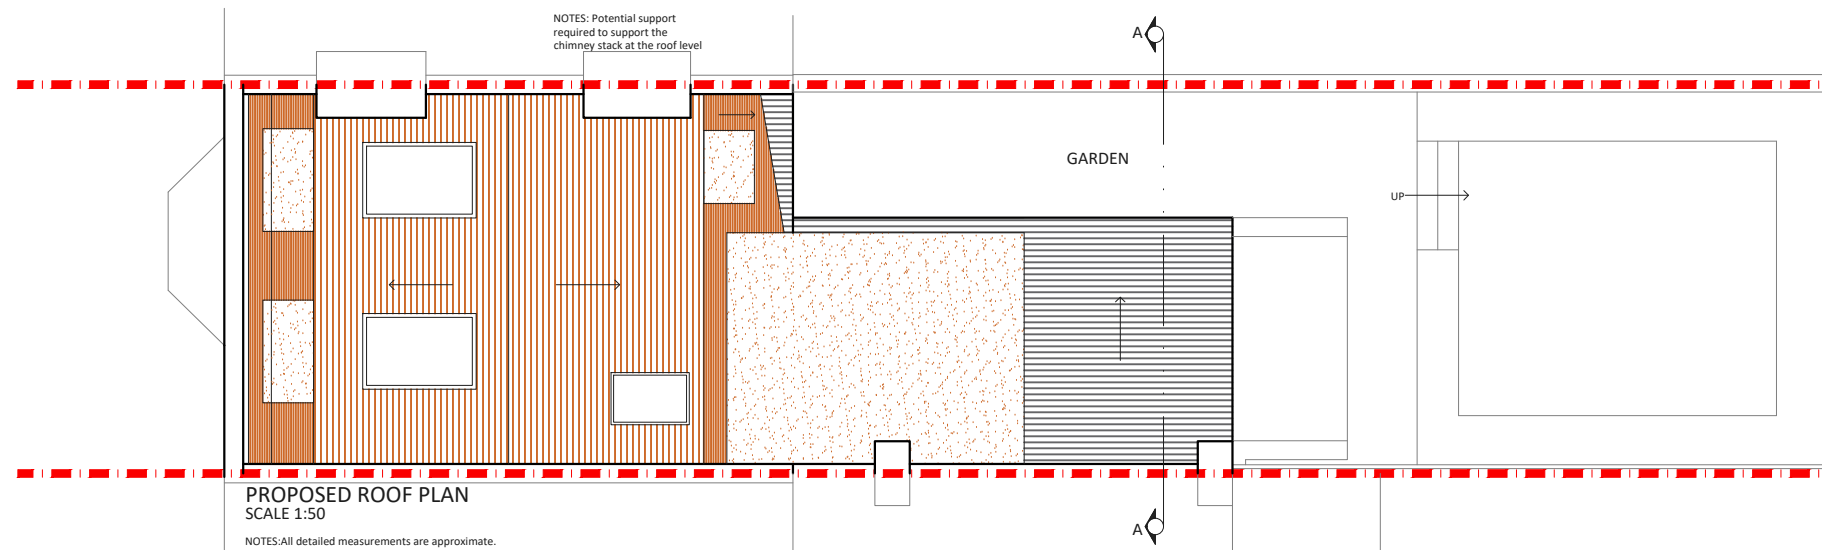 NOTES: Potential support
required to support the
chimney stack at the roof level
A
GARDEN
UP
PROPOSED ROOF PLAN
SCALE 1:50
A
NOTES:All detailed measurements are approximate.